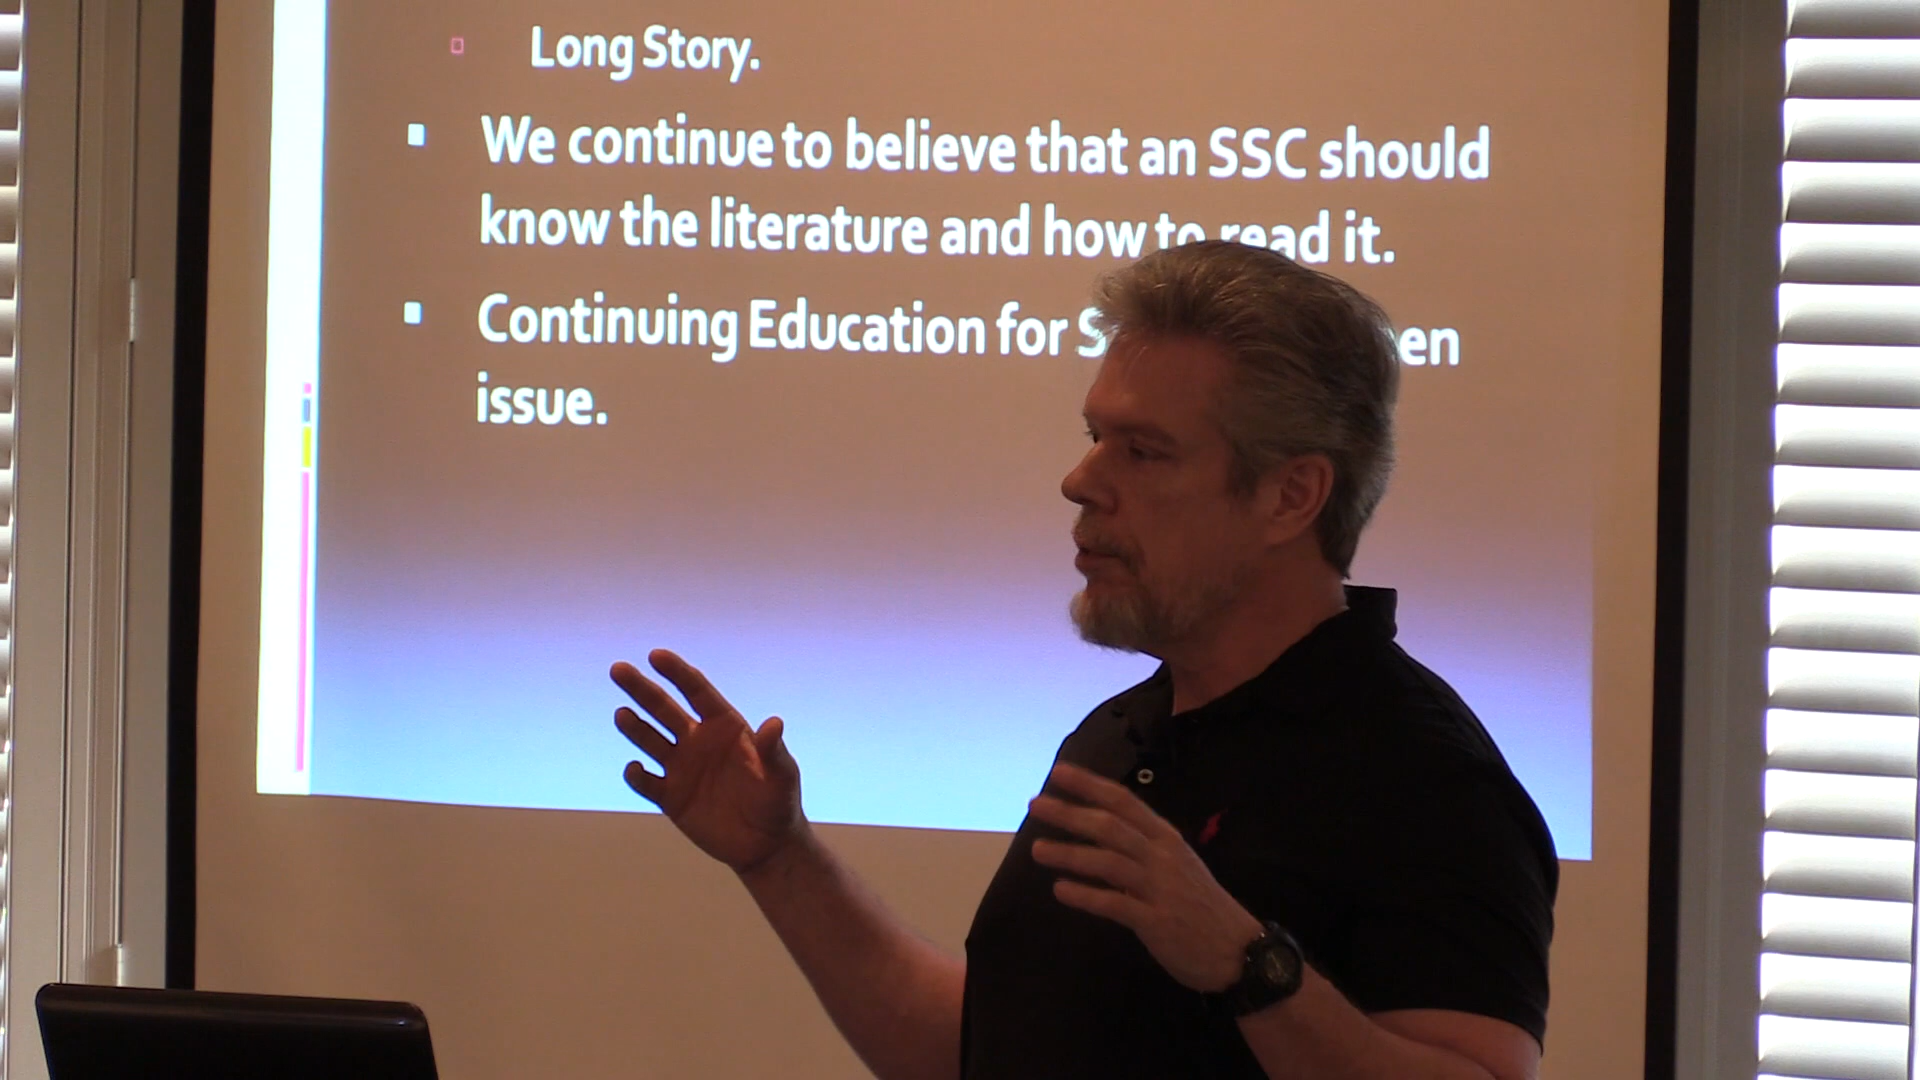 Long Story.
We continue to believe that an SSC should
know the literature and how to read it.
Continuing Education for
issue.